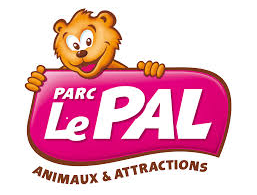 PARC
Le PAL
ANIMAUX & ATTRACTIONS